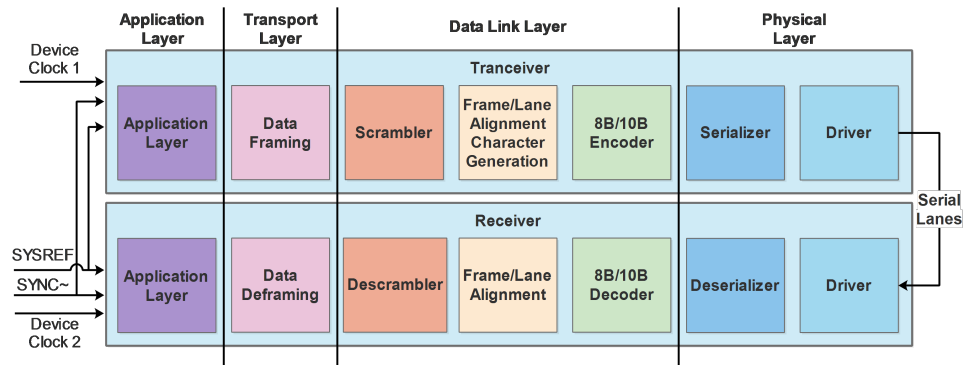 Application
Layer
Transport
Layer
Data Link Layer
Physical
Layer
Device
Clock 1
Tranceiver
Application
Layer
Data
Framing
Scrambler
Frame/Lane
Alignment
Character
Generation
8B/10B
Encoder
Serializer
Driver
Serial
Lanes
Receiver
SYSREF
SYNC~
Device
Clock 2
Application
Layer
Data
Deframing
Descrambler
Frame/Lane
Alignment
8B/10B
Decoder
Deserializer
Driver